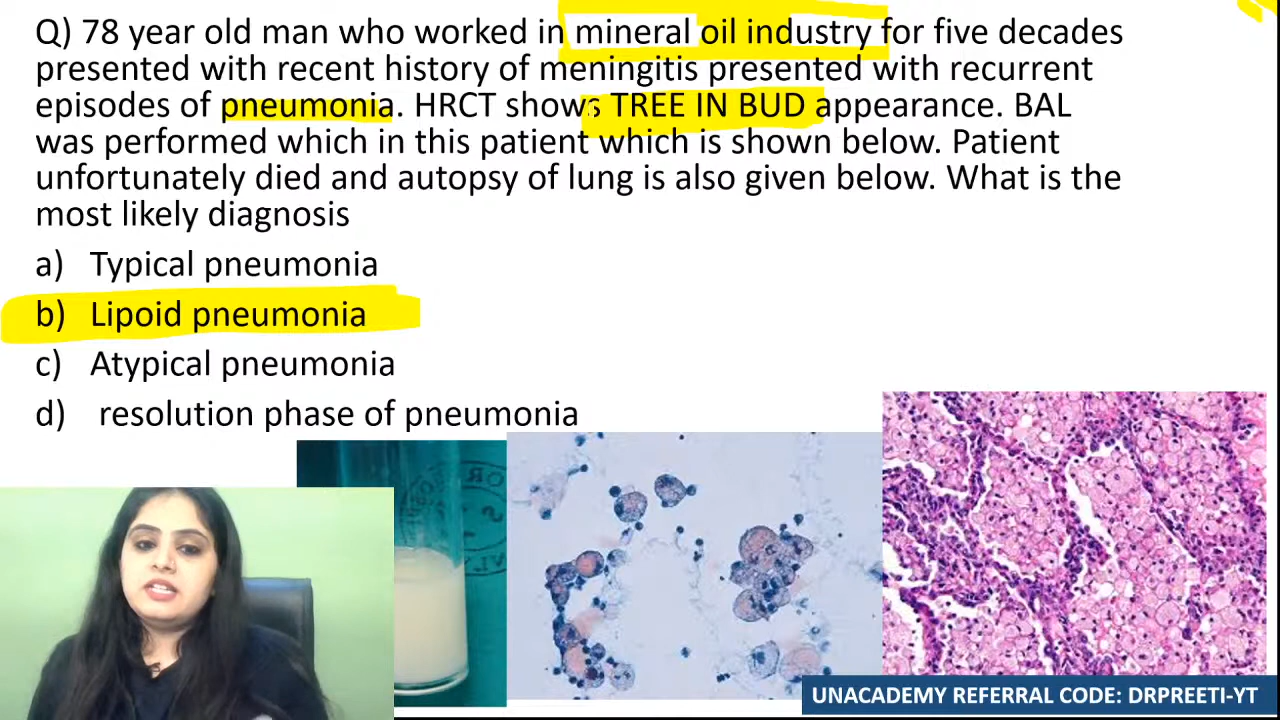 Q) 78 year old man who worked in mineral oil industry for five decades
presented with recent history of meningitis presented with recurrent
episodes of pneumonia. HRCT shows TREE IN BUD appearance. BAL
was performed which in this patient which is shown below. Patient
unfortunately died and autopsy of lung is also given below. What is the
most likely diagnosis
a) Typical pneumonia
b) Lipoid pneumonia
c) Atypical pneumonia
d) resolution phase of pneumonia
UNACADEMY REFERRAL CODE: DRPREETI-YT